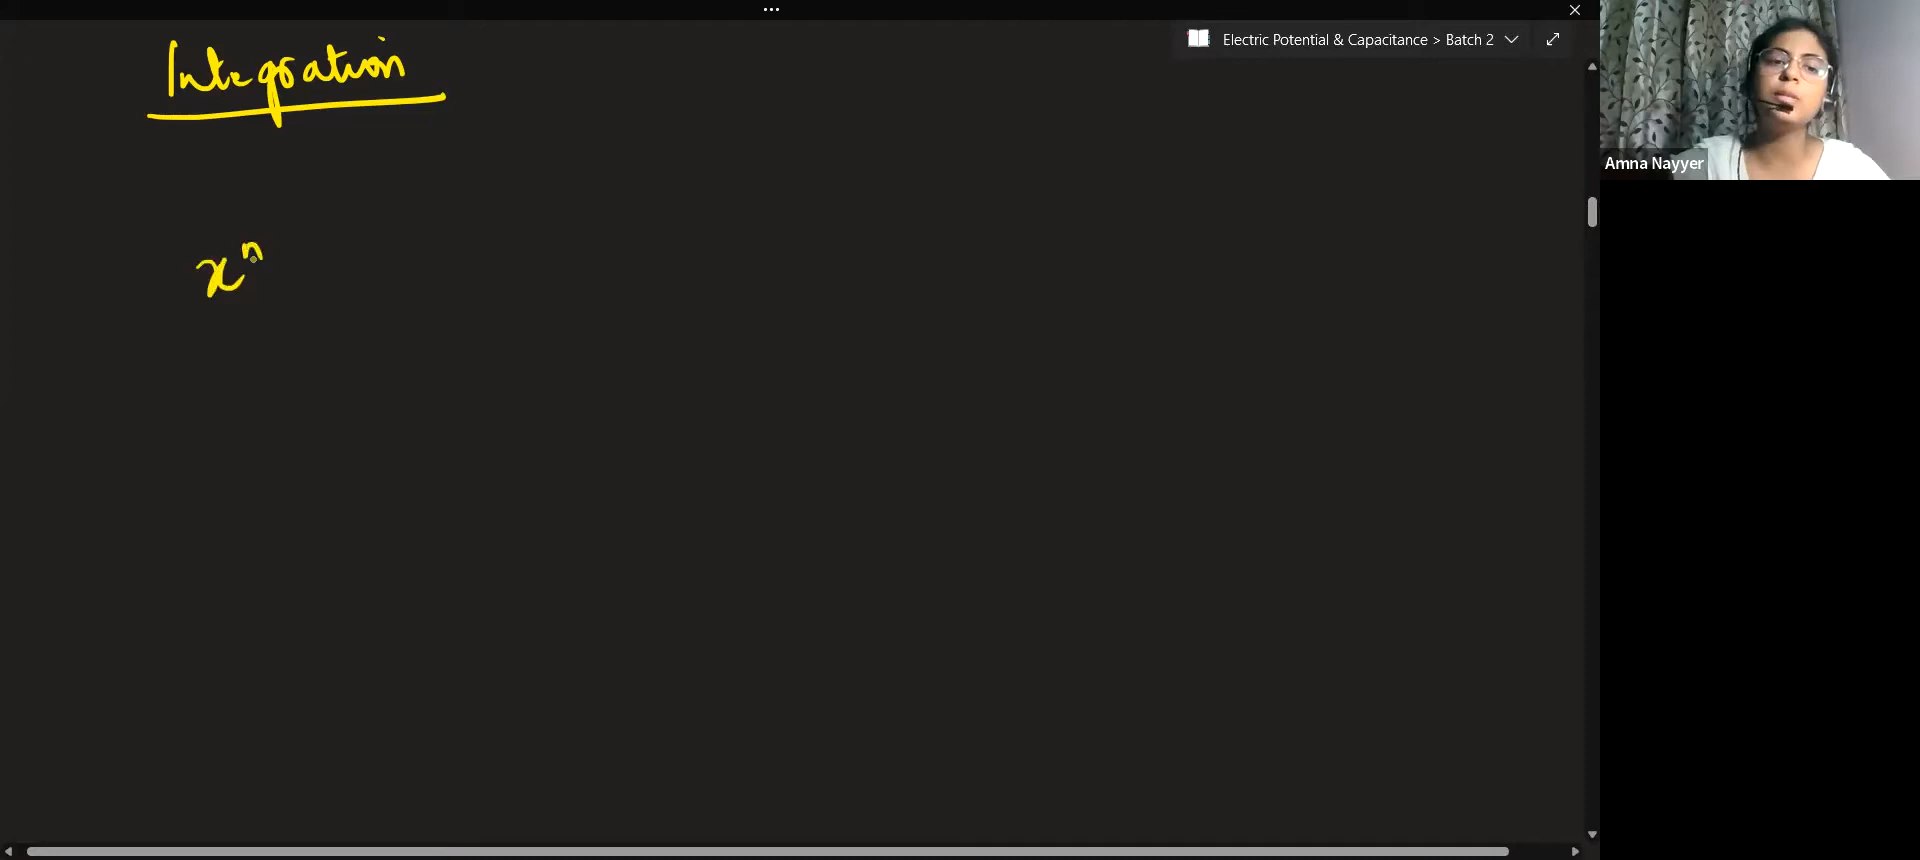 Integration
Electric Potential & Capacitance > Batch 2
Amna Nayyer
xⁿ